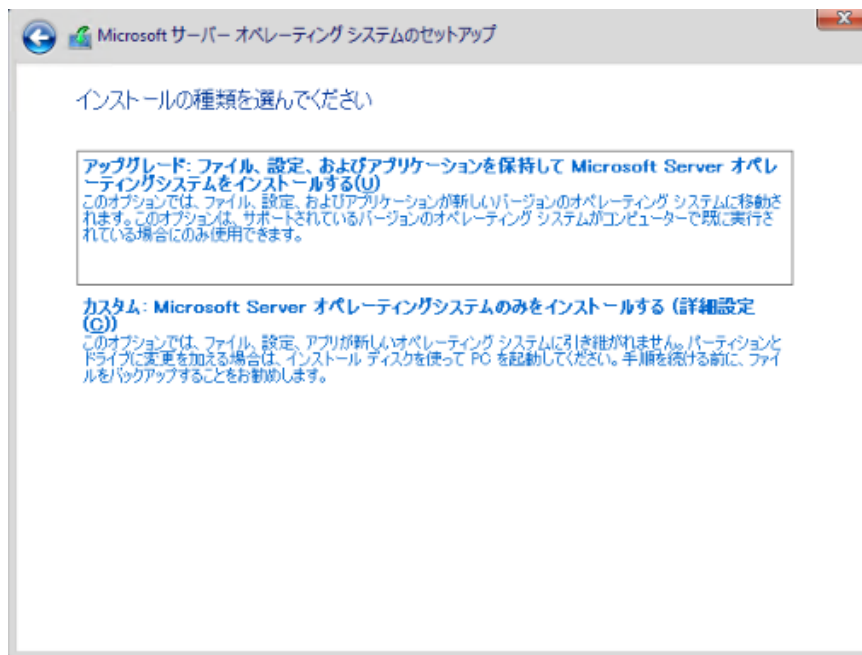 Microsoft サーバー オペレーティング システムのセットアップ
インストールの種類を選んでください
アップグレード: ファイル、設定、およびアプリケーションを保持して Microsoft Server オペレ
ーティングシステムをインストールする(U)
このオプションでは、ファイル、設定、およびアプリケーションが新しいバージョンのオペレーティング システムに移動さ
れます。このオプションは、サポートされているバージョンのオペレーティング システムがコンピューターで既に実行さ
れている場合にのみ使用できます。
カスタム: Microsoft Server オペレーティングシステムのみをインストールする (詳細設定
(C))
このオプションでは、ファイル、設定、アプリが新しいオペレーティング システムに引き継がれません。パーティションと
ドライブに変更を加える場合は、インストール ディスクを使って PC を起動してください。手順を続ける前に、ファイ
ルをバックアップすることをお勧めします。